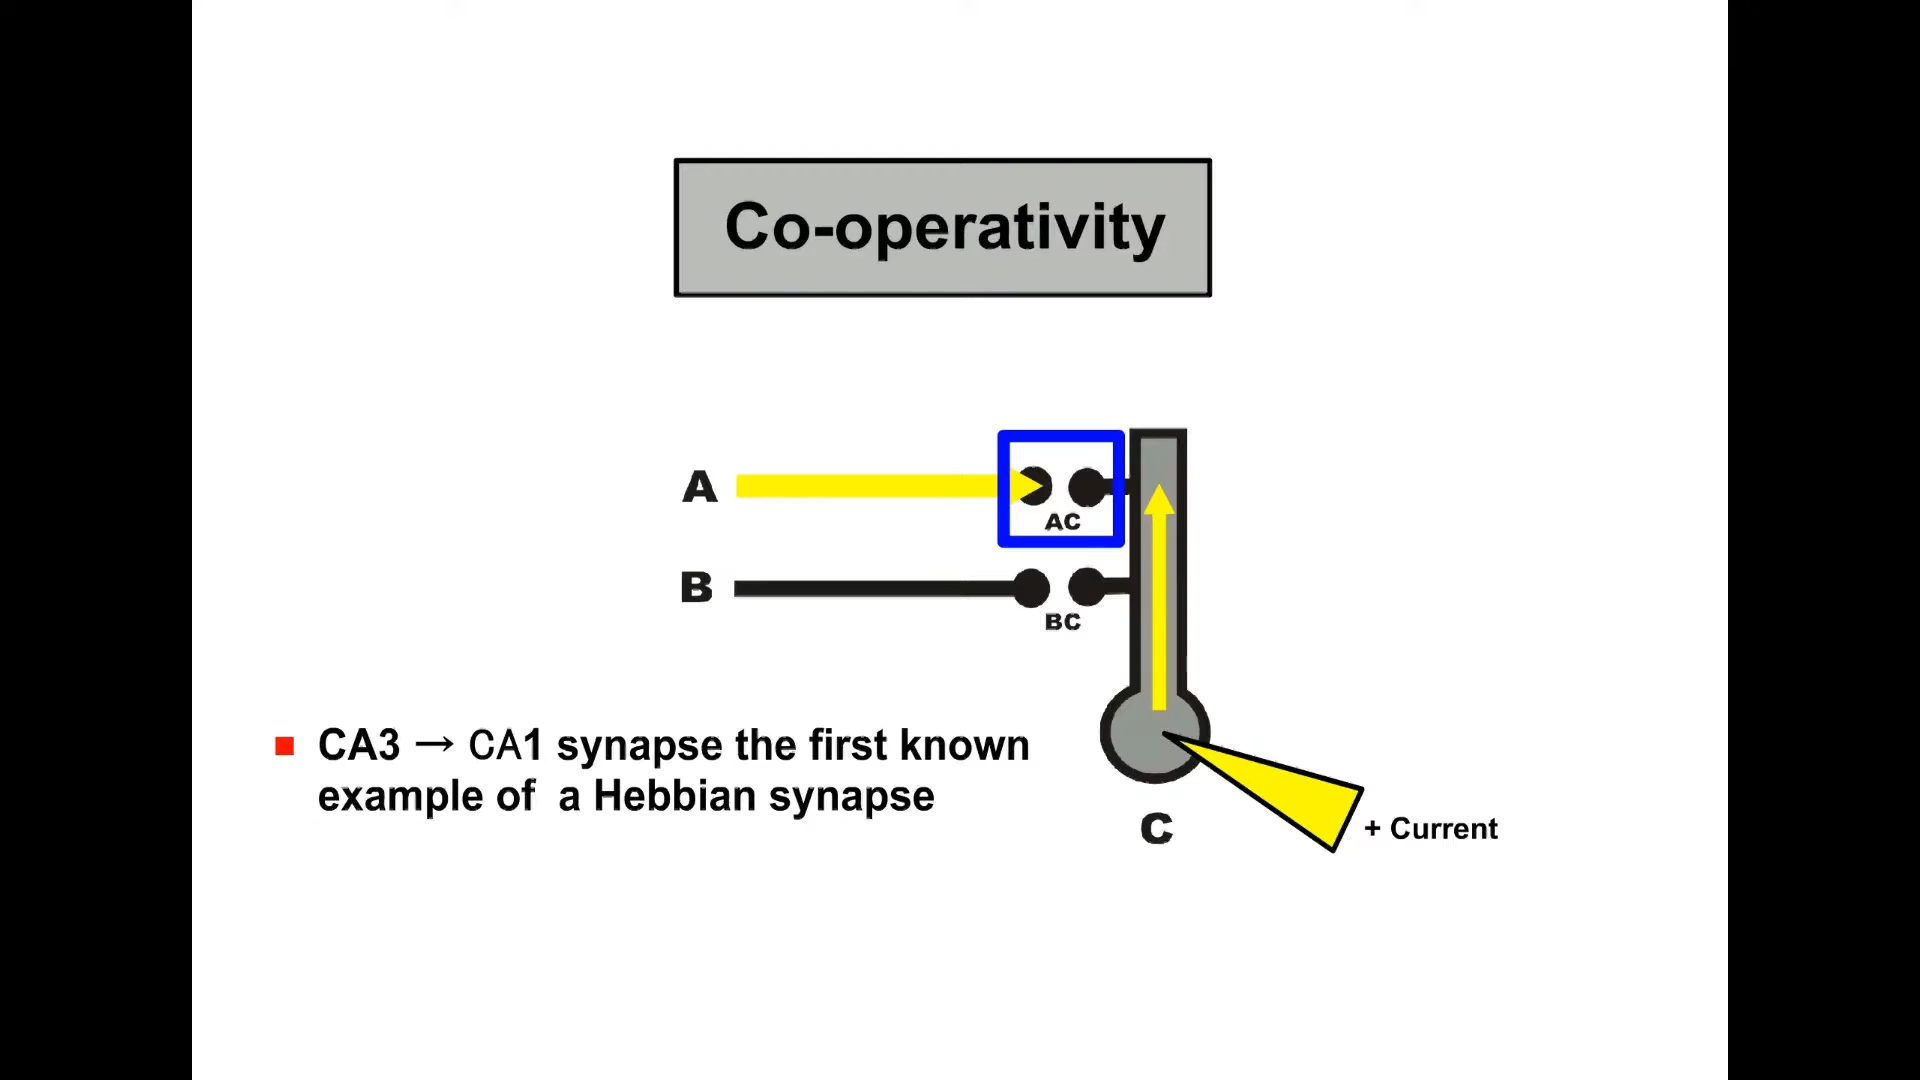 Co-operativity
A
AC
B
BC
CA3 → CA1 synapse the first known
example of a Hebbian synapse
C
+ Current